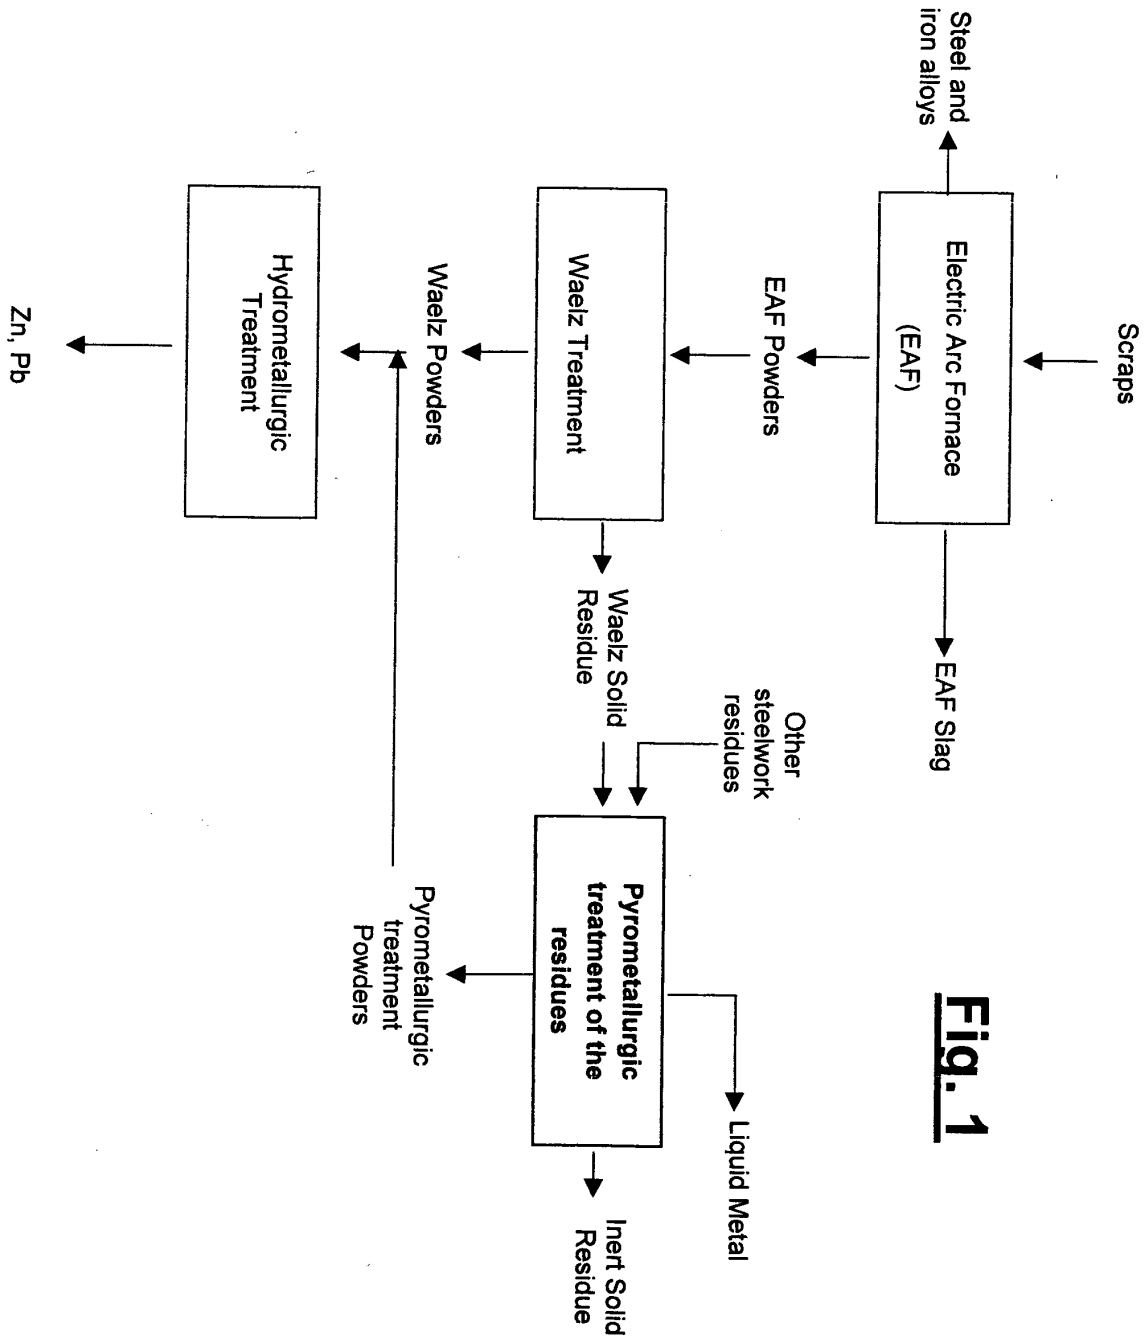 Fig. 1
Scraps
Electric Arc Fornace
(EAF)
Steel and
iron alloys
EAF Slag
EAF Powders
Waelz Treatment
Waelz Solid
Residue
Other
steelwork
residues
Pyrometallurgic
treatment of the
residues
Liquid Metal
Inert Solid
Residue
Waelz Powders
Pyrometallurgic
treatment
Powders
Hydrometallurgic
Treatment
Zn, Pb